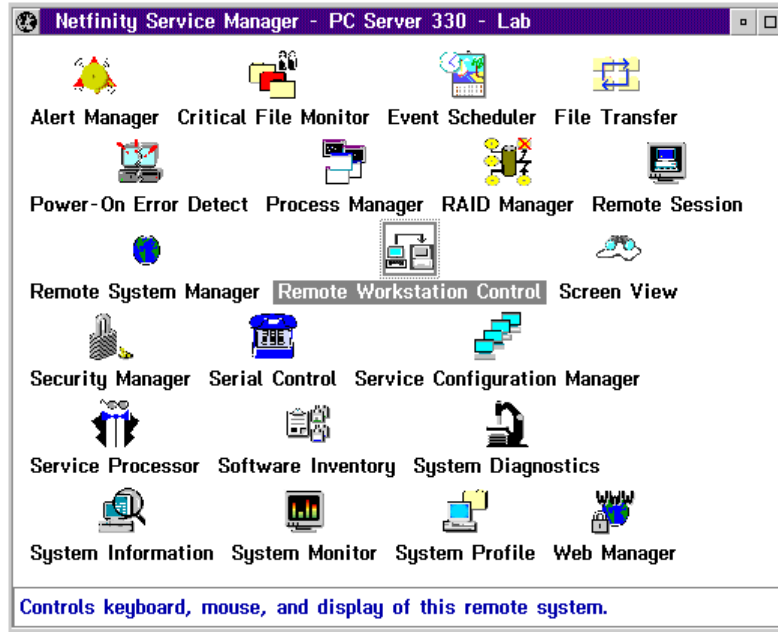 Netfinity Service Manager - PC Server 330 - Lab
Alert Manager Critical File Monitor Event Scheduler File Transfer
Power-On Error Detect Process Manager RAID Manager Remote Session
Remote System Manager Remote Workstation Control Screen View
Security Manager Serial Control Service Configuration Manager
Service Processor Software Inventory System Diagnostics
WWW
System Information System Monitor System Profile Web Manager
Controls keyboard, mouse, and display of this remote system.